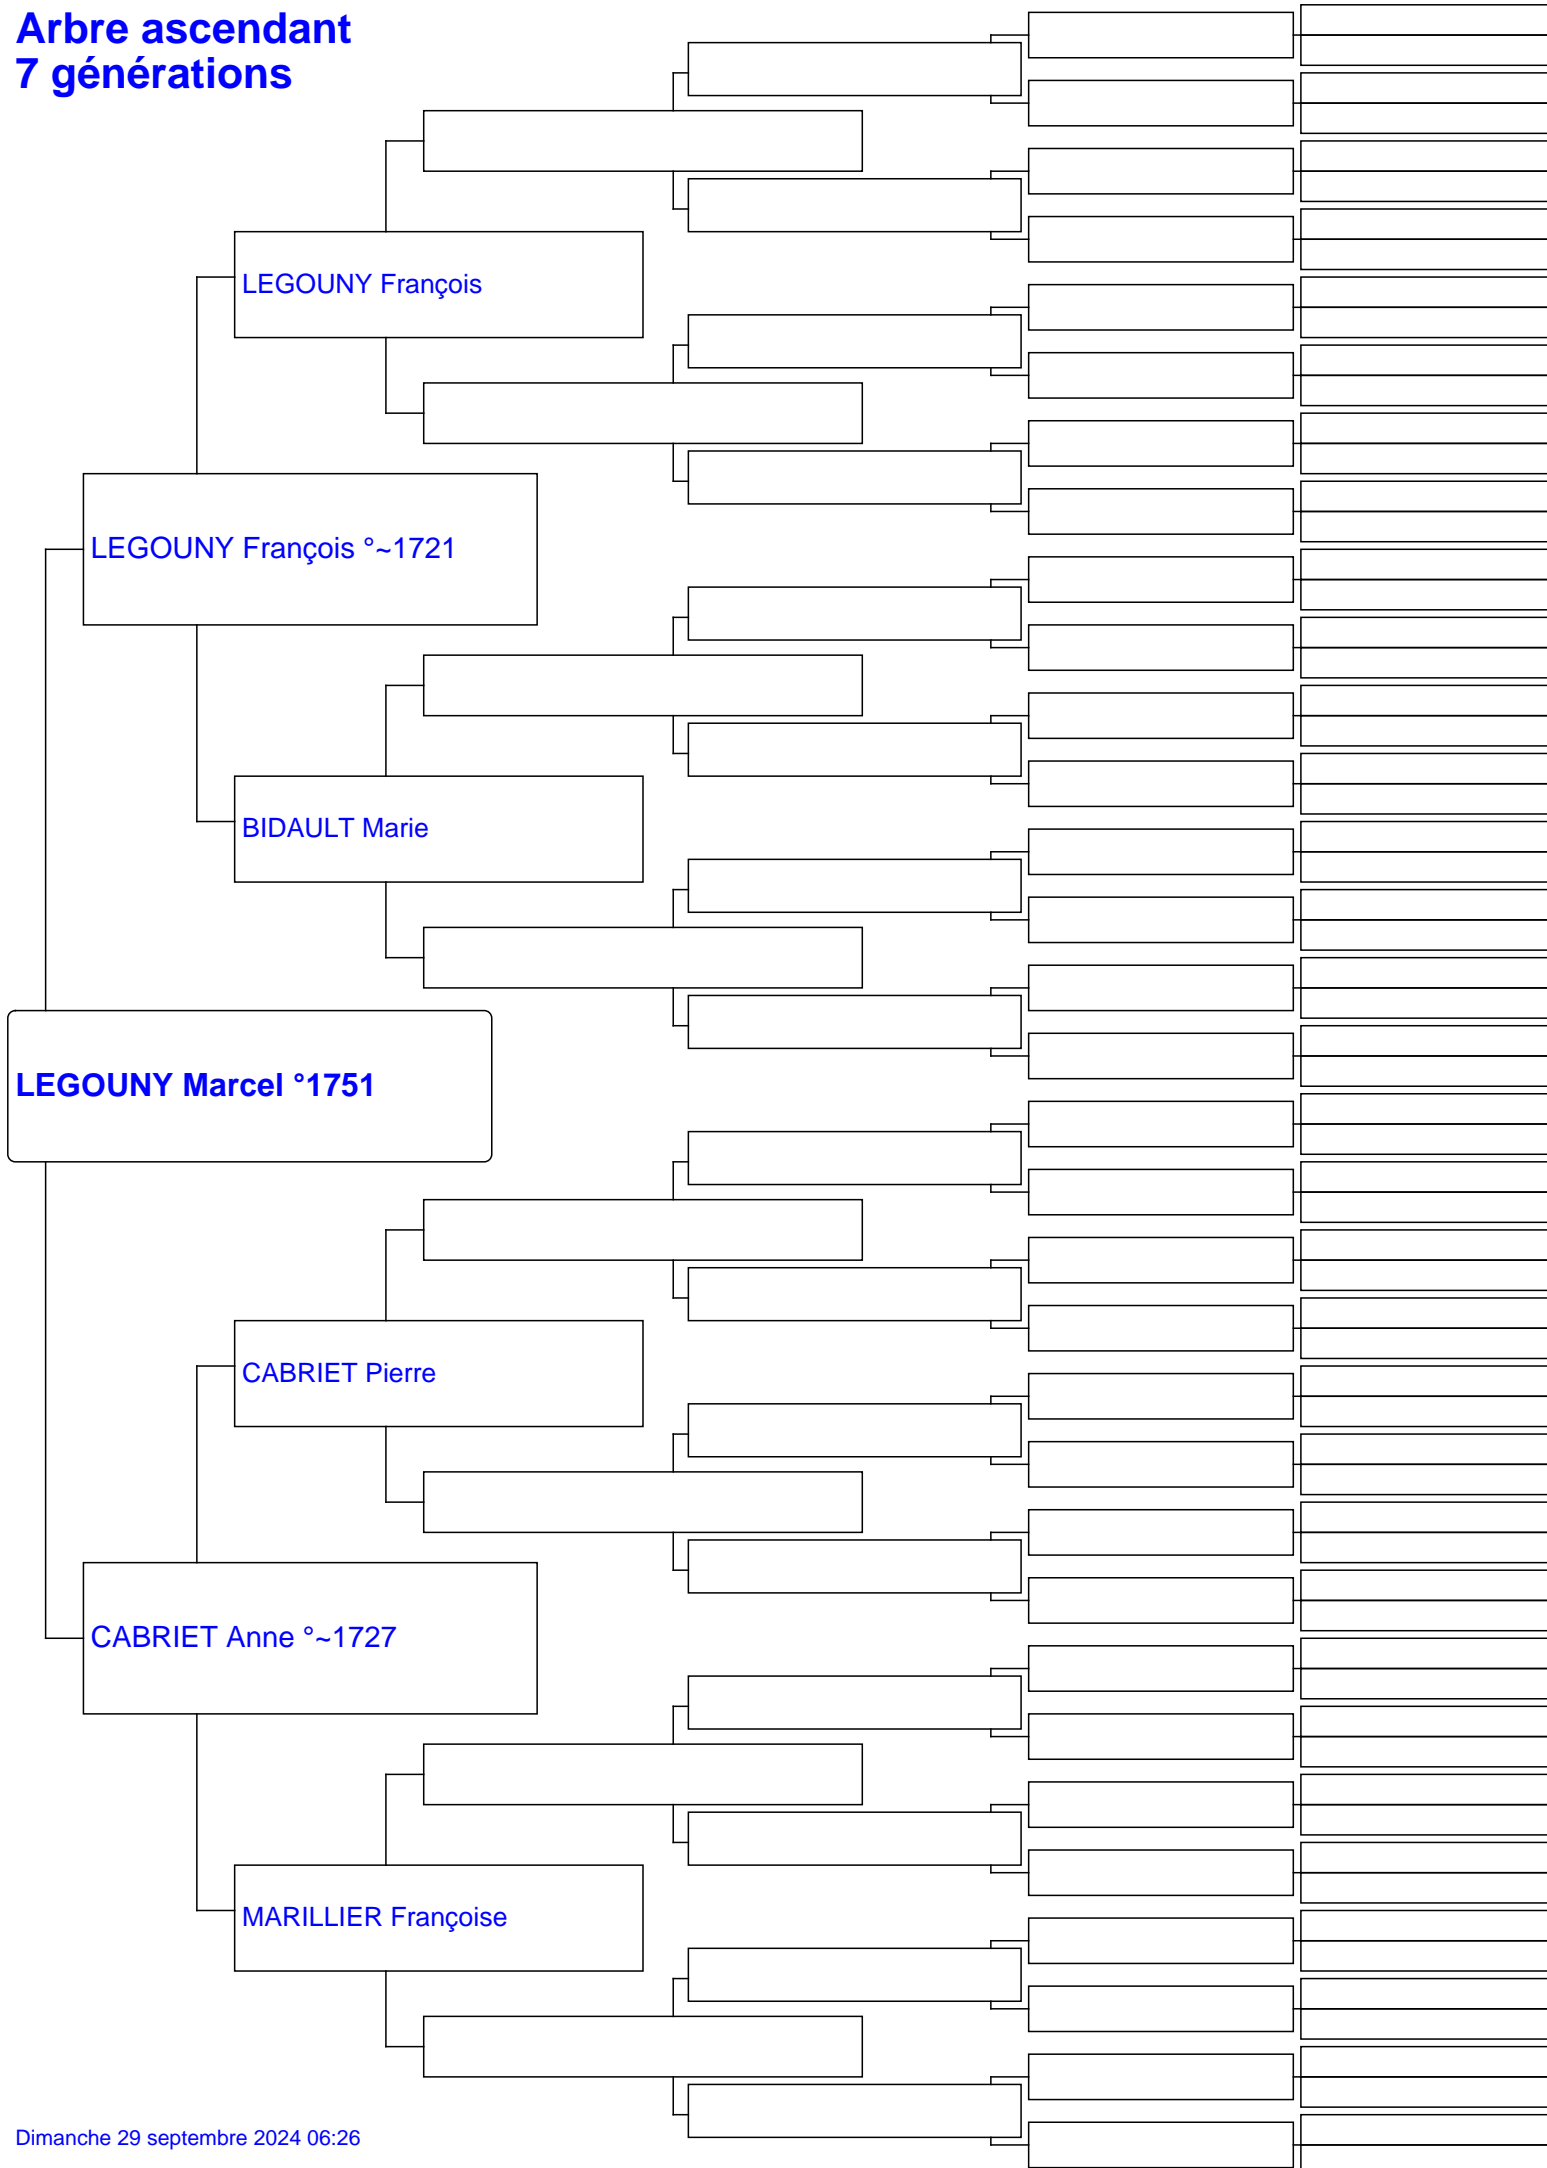 Arbre ascendant
7 générations
LEGOUNY François
LEGOUNY François °~1721
BIDAULT Marie
LEGOUNY Marcel °1751
CABRIET Pierre
CABRIET Anne °~1727
MARILLIER Françoise
Dimanche 29 septembre 2024 06:26